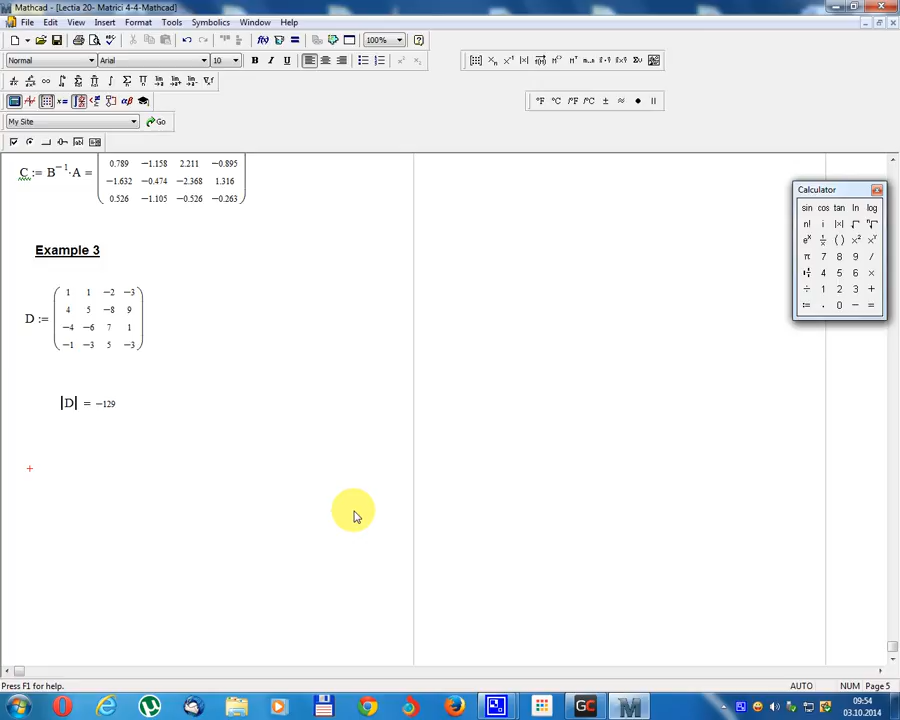 Mathcad - [Lectia 20- Matrici 4-4-Mathcad]
File Edit View Insert Format Tools Symbolics Window Help
100%
Normal Arial 10 B I U
My Site Go
C := B⁻¹·A =
0.789 −1.158 2.211 −0.895
−1.632 −0.474 −2.368 1.316
0.526 −1.105 −0.526 −0.263
Example 3
D :=
1 1 −2 −3
4 5 −8 9
−4 −6 7 1
−1 −3 5 −3
|D| = −129
°F °C °F °C ± ≈ ● ||
Calculator
sin cos tan ln log
n! i |×| √ ⁿ√
eˣ 1/x ( ) x² xʸ
π 7 8 9 /
4 5 6 ×
÷ 1 2 3 +
:= . 0 − =
Press F1 for help.
AUTO NUM Page 5
GC
09:54
03.10.2014